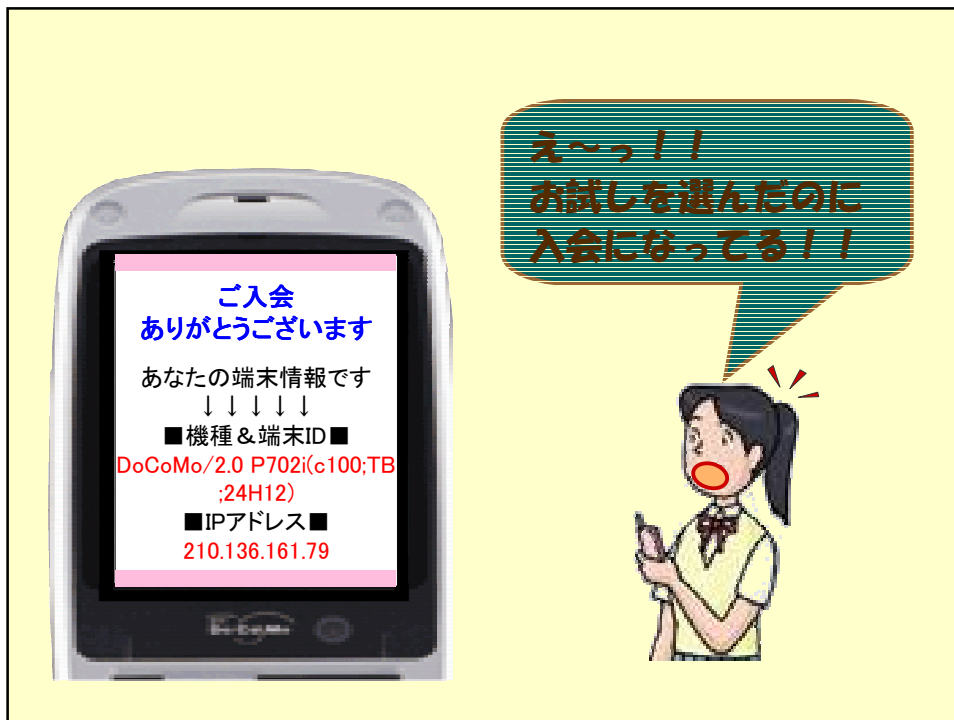 え～っ！！
お試しを選んだのに
入会になってる！！
ご入会
ありがとうございます
あなたの端末情報です
↓↓↓↓↓
■機種＆端末ID■
DoCoMo/2.0 P702i(c100;TB
;24H12)
■IPアドレス■
210.136.161.79
DoCoMo